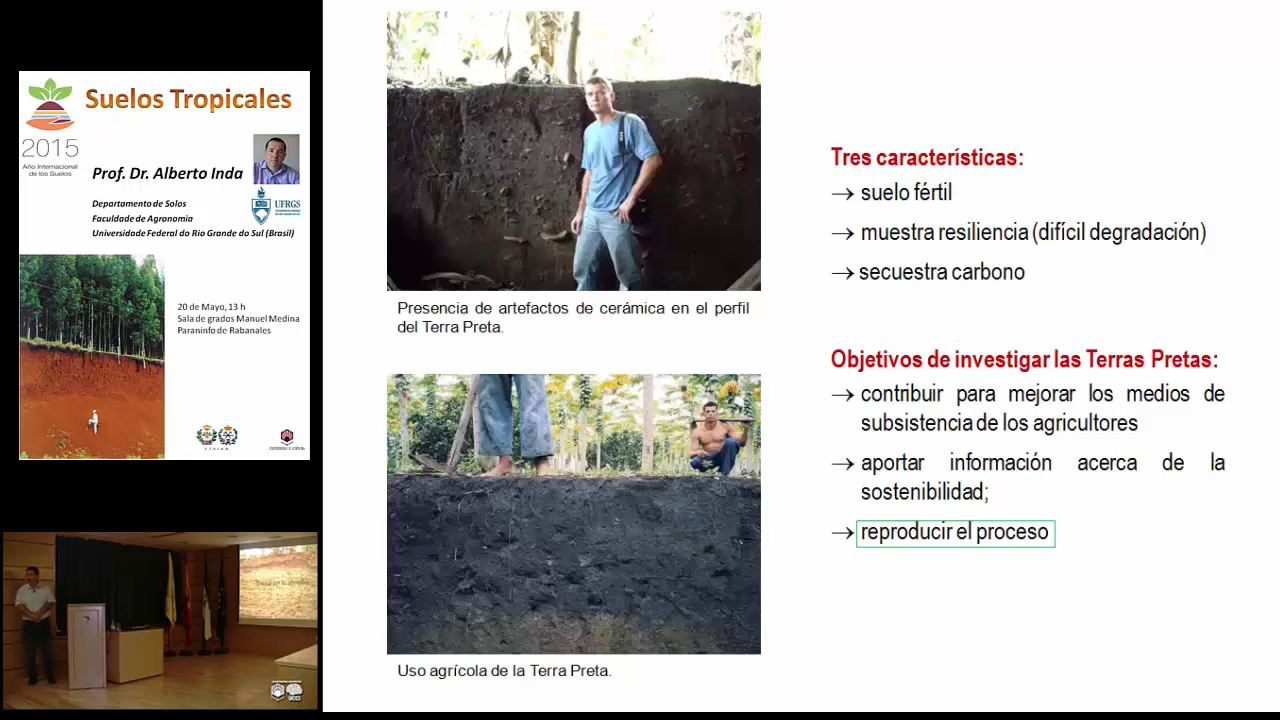 Suelos Tropicales
2015
Año Internacional
de los Suelos
Prof. Dr. Alberto Inda
UFRGS
Departamento de Solos
Faculdade de Agronomia
Universidade Federal do Rio Grande do Sul (Brasil)
20 de Mayo, 13 h
Sala de grados Manuel Medina
Paraninfo de Rabanales
Presencia de artefactos de cerámica en el perfil
del Terra Preta.
Uso agrícola de la Terra Preta.
Tres características:
→ suelo fértil
→ muestra resiliencia (difícil degradación)
→ secuestra carbono
Objetivos de investigar las Terras Pretas:
→ contribuir para mejorar los medios de
subsistencia de los agricultores
→ aportar información acerca de la
sostenibilidad;
→ reproducir el proceso